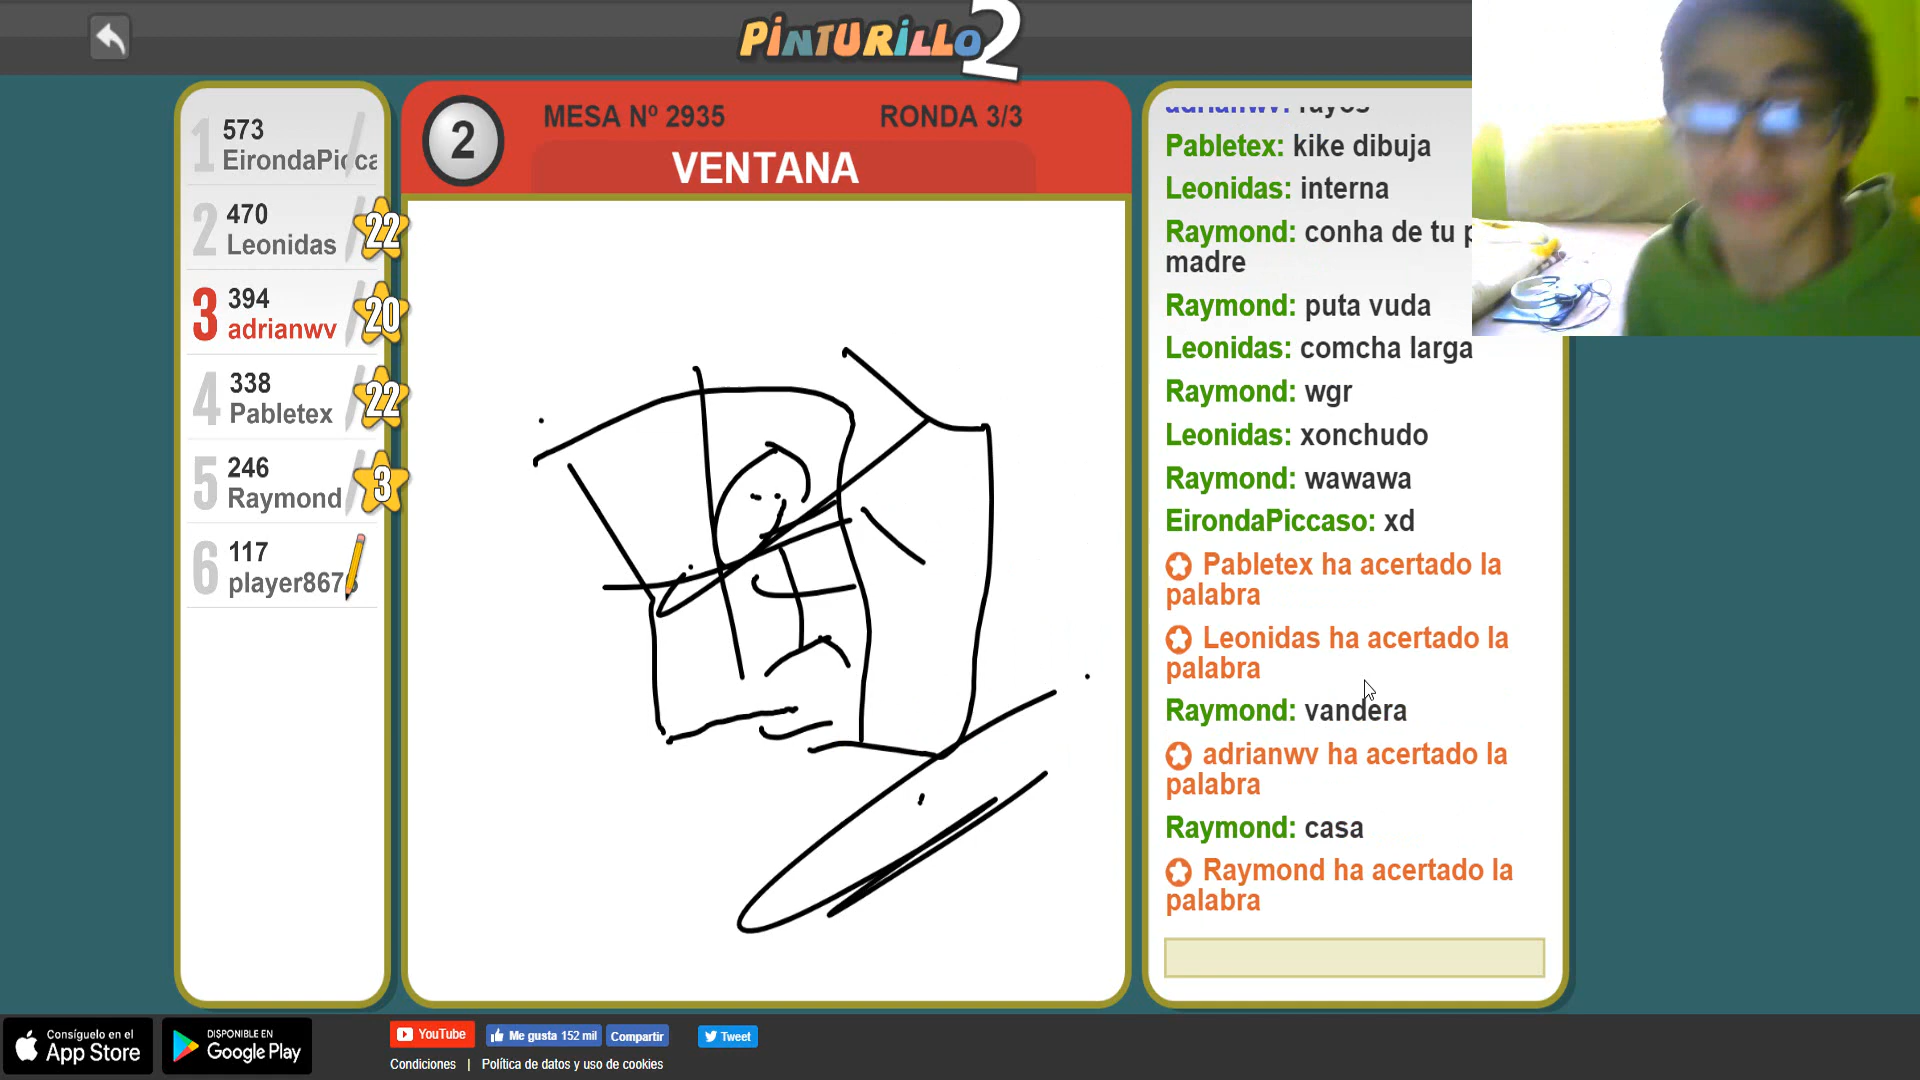 PiNTURiLLO2
1 573
EirondaPicca
2 470
Leonidas
22
3 394
adrianwv
20
4 338
Pabletex
22
5 246
Raymond
3
6 117
player867
2
MESA Nº 2935
RONDA 3/3
VENTANA
adrianwv: rayos
Pabletex: kike dibuja
Leonidas: interna
Raymond: conha de tu p
madre
Raymond: puta vuda
Leonidas: comcha larga
Raymond: wgr
Leonidas: xonchudo
Raymond: wawawa
EirondaPiccaso: xd
Pabletex ha acertado la
palabra
Leonidas ha acertado la
palabra
Raymond: vandera
adrianwv ha acertado la
palabra
Raymond: casa
Raymond ha acertado la
palabra
Consíguelo en el
App Store
DISPONIBLE EN
Google Play
YouTube
Me gusta 152 mil
Compartir
Tweet
Condiciones | Política de datos y uso de cookies